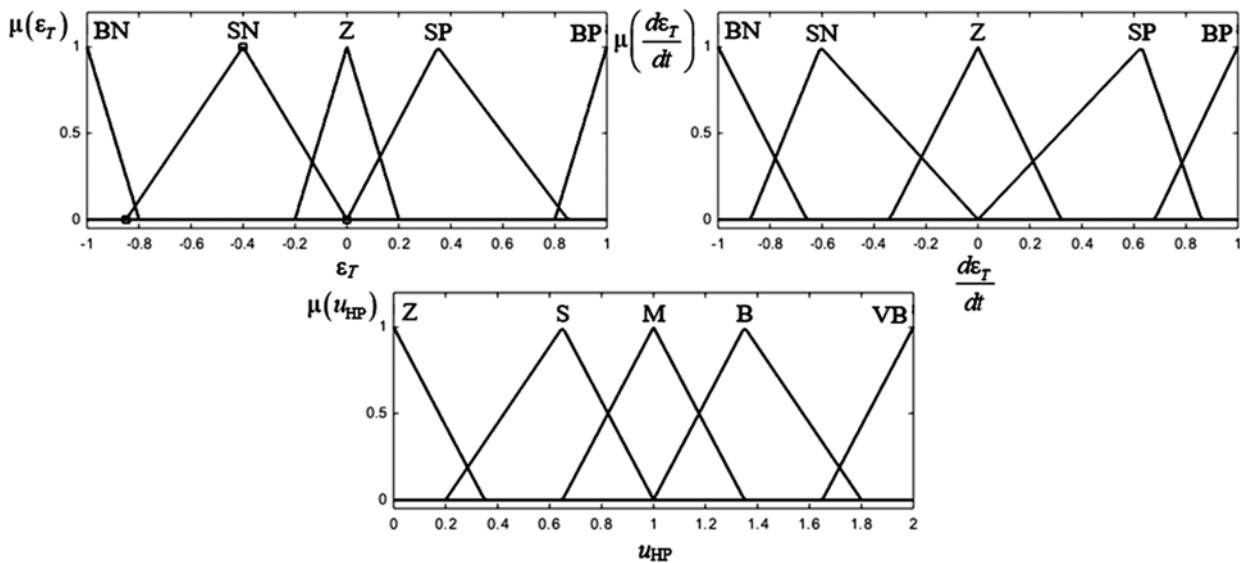 μ(ε_T)
BN SN Z SP BP
1
0.5
0
-1 -0.8 -0.6 -0.4 -0.2 0 0.2 0.4 0.6 0.8 1
ε_T
μ(dε_T/dt)
BN SN Z SP BP
1
0.5
0
-1 -0.8 -0.6 -0.4 -0.2 0 0.2 0.4 0.6 0.8 1
dε_T/dt
μ(u_HP)
Z S M B VB
1
0.5
0
0 0.2 0.4 0.6 0.8 1 1.2 1.4 1.6 1.8 2
u_HP